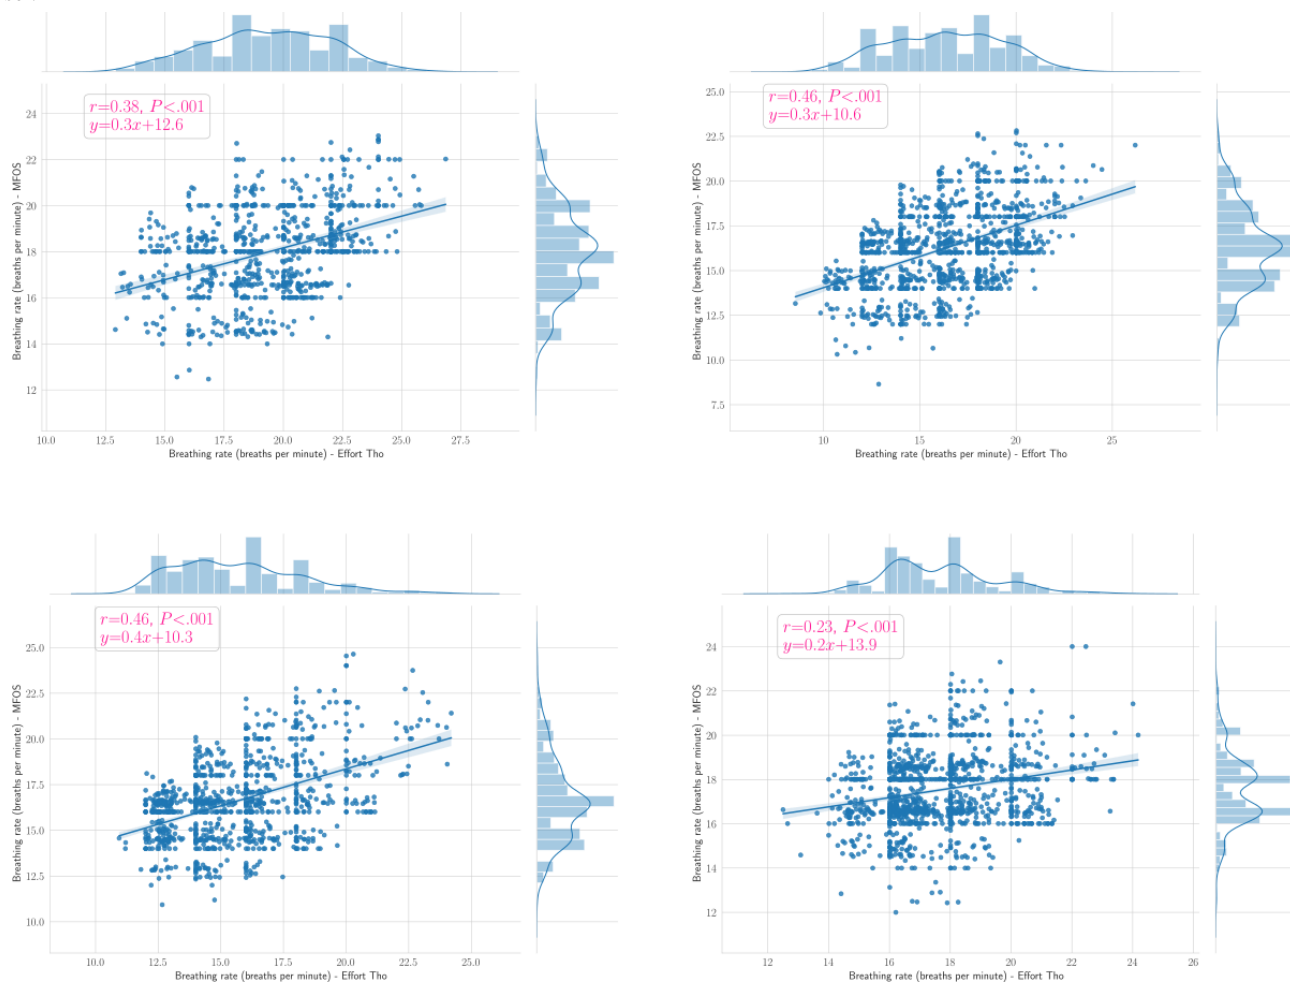 r=0.38, P<.001
y=0.3x+12.6
Breathing rate (breaths per minute) - MFOS
24
22
20
18
16
14
12
10.0 12.5 15.0 17.5 20.0 22.5 25.0 27.5
Breathing rate (breaths per minute) - Effort Tho
r=0.46, P<.001
y=0.3x+10.6
Breathing rate (breaths per minute) - MFOS
25.0
22.5
20.0
17.5
15.0
12.5
10.0
7.5
10 15 20 25
Breathing rate (breaths per minute) - Effort Tho
r=0.46, P<.001
y=0.4x+10.3
Breathing rate (breaths per minute) - MFOS
25.0
22.5
20.0
17.5
15.0
12.5
10.0
10.0 12.5 15.0 17.5 20.0 22.5 25.0
Breathing rate (breaths per minute) - Effort Tho
r=0.23, P<.001
y=0.2x+13.9
Breathing rate (breaths per minute) - MFOS
24
22
20
18
16
14
12
12 14 16 18 20 22 24 26
Breathing rate (breaths per minute) - Effort Tho